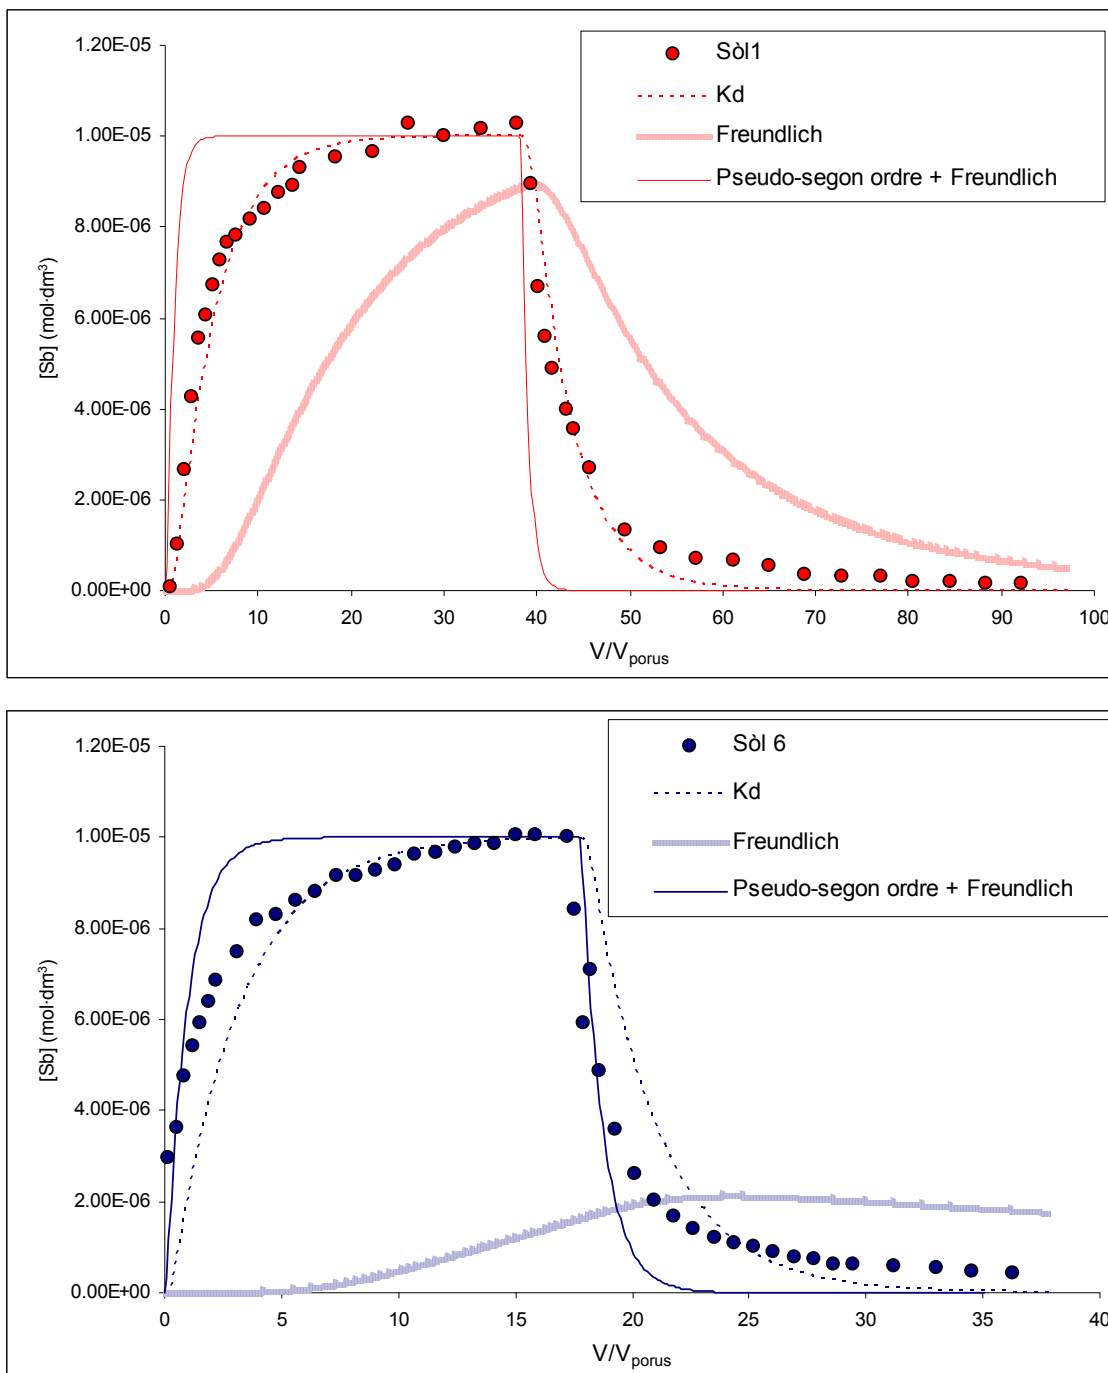 1.20E-05
1.00E-05
8.00E-06
6.00E-06
4.00E-06
2.00E-06
0.00E+00
[Sb] (mol·dm³)
0 10 20 30 40 50 60 70 80 90 100
V/Vporus
Sòl1
Kd
Freundlich
Pseudo-segon ordre + Freundlich
1.20E-05
1.00E-05
8.00E-06
6.00E-06
4.00E-06
2.00E-06
0.00E+00
[Sb] (mol·dm³)
0 5 10 15 20 25 30 35 40
V/Vporus
Sòl 6
Kd
Freundlich
Pseudo-segon ordre + Freundlich